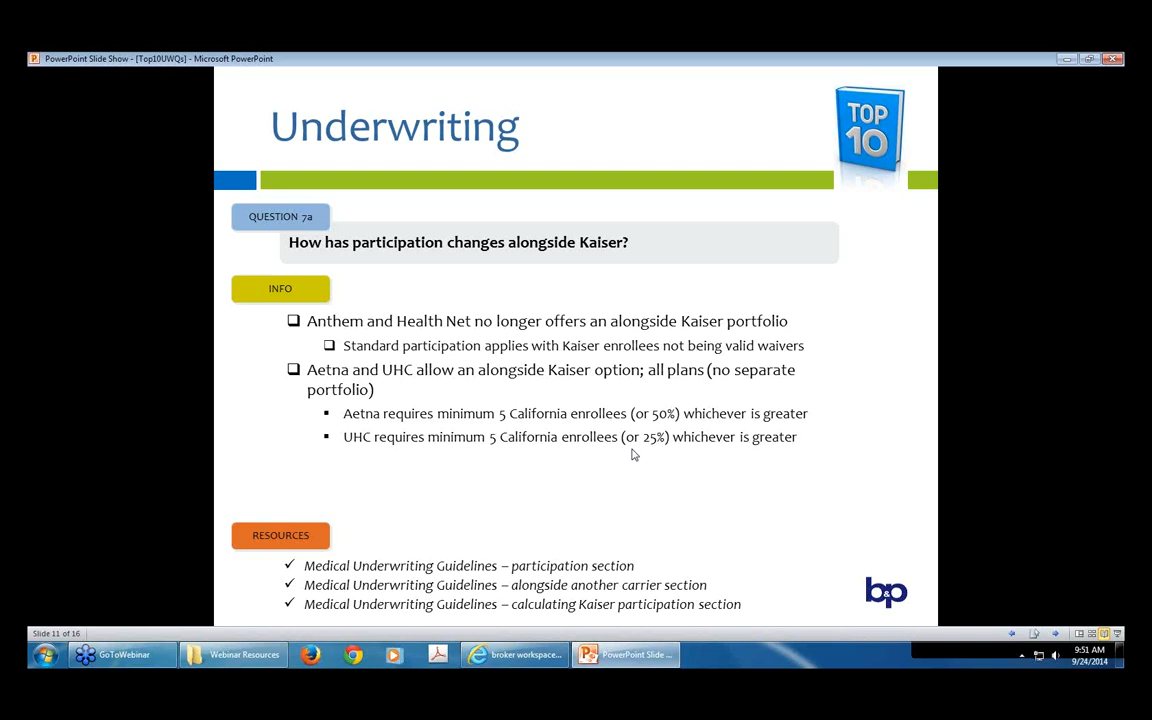 PowerPoint Slide Show - [Top10UWQs] - Microsoft PowerPoint
Underwriting
TOP
10
QUESTION 7a
How has participation changes alongside Kaiser?
INFO
Anthem and Health Net no longer offers an alongside Kaiser portfolio
Standard participation applies with Kaiser enrollees not being valid waivers
Aetna and UHC allow an alongside Kaiser option; all plans (no separate
portfolio)
Aetna requires minimum 5 California enrollees (or 50%) whichever is greater
UHC requires minimum 5 California enrollees (or 25%) whichever is greater
RESOURCES
Medical Underwriting Guidelines – participation section
Medical Underwriting Guidelines – alongside another carrier section
Medical Underwriting Guidelines – calculating Kaiser participation section
b&p
Slide 11 of 16
GoToWebinar
Webinar Resources
broker workspace...
PowerPoint Slide ...
9:51 AM
9/24/2014